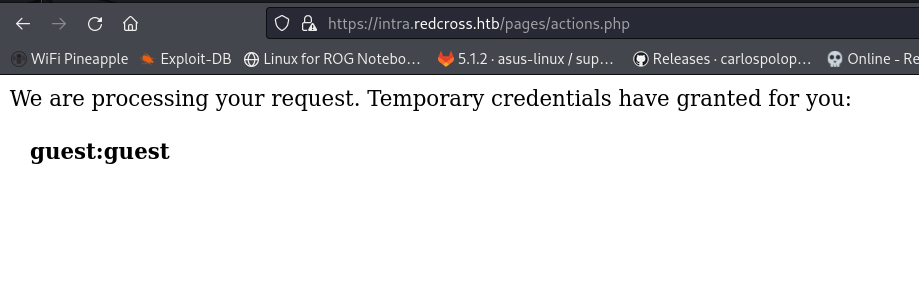 https://intra.redcross.htb/pages/actions.php
WiFi Pineapple Exploit-DB Linux for ROG Notebo… 5.1.2 · asus-linux / sup… Releases · carlospolop… Online - Re
We are processing your request. Temporary credentials have granted for you:
guest:guest